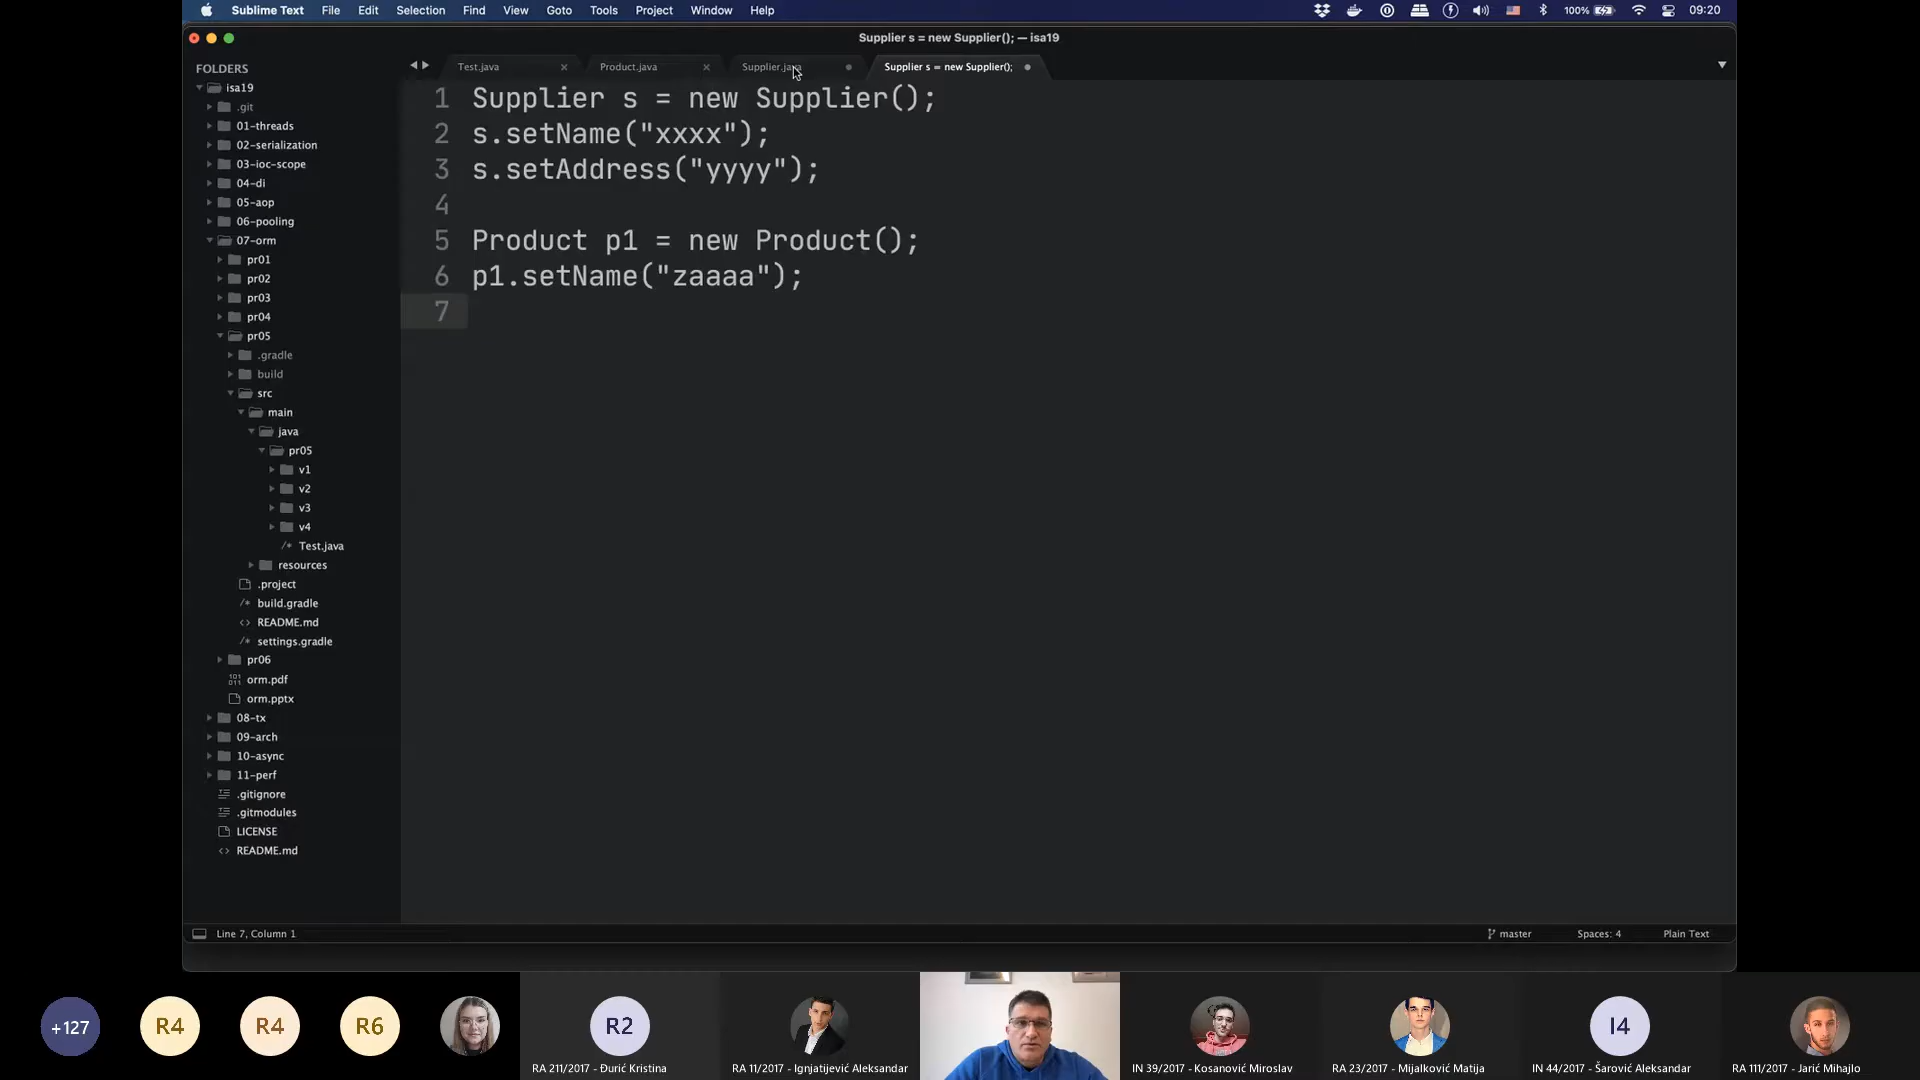 Sublime Text File Edit Selection Find View Goto Tools Project Window Help 100% 09:20
Supplier s = new Supplier(); — isa19
FOLDERS
Test.java
Product.java
Supplier.java
Supplier s = new Supplier();
isa19
.git
01-threads
02-serialization
03-ioc-scope
04-di
05-aop
06-pooling
07-orm
pr01
pr02
pr03
pr04
pr05
.gradle
build
src
main
java
pr05
v1
v2
v3
v4
Test.java
resources
.project
build.gradle
README.md
settings.gradle
pr06
orm.pdf
orm.pptx
08-tx
09-arch
10-async
11-perf
.gitignore
.gitmodules
LICENSE
README.md
1 Supplier s = new Supplier();
2 s.setName("xxxx");
3 s.setAddress("yyyy");
4
5 Product p1 = new Product();
6 p1.setName("zaaaa");
7
Line 7, Column 1
master
Spaces: 4
Plain Text
+127
R4
R4
R6
R2
I4
RA 211/2017 - Đurić Kristina
RA 11/2017 - Ignjatijević Aleksandar
IN 39/2017 - Kosanović Miroslav
RA 23/2017 - Mijalković Matija
IN 44/2017 - Šarović Aleksandar
RA 111/2017 - Jarić Mihajlo